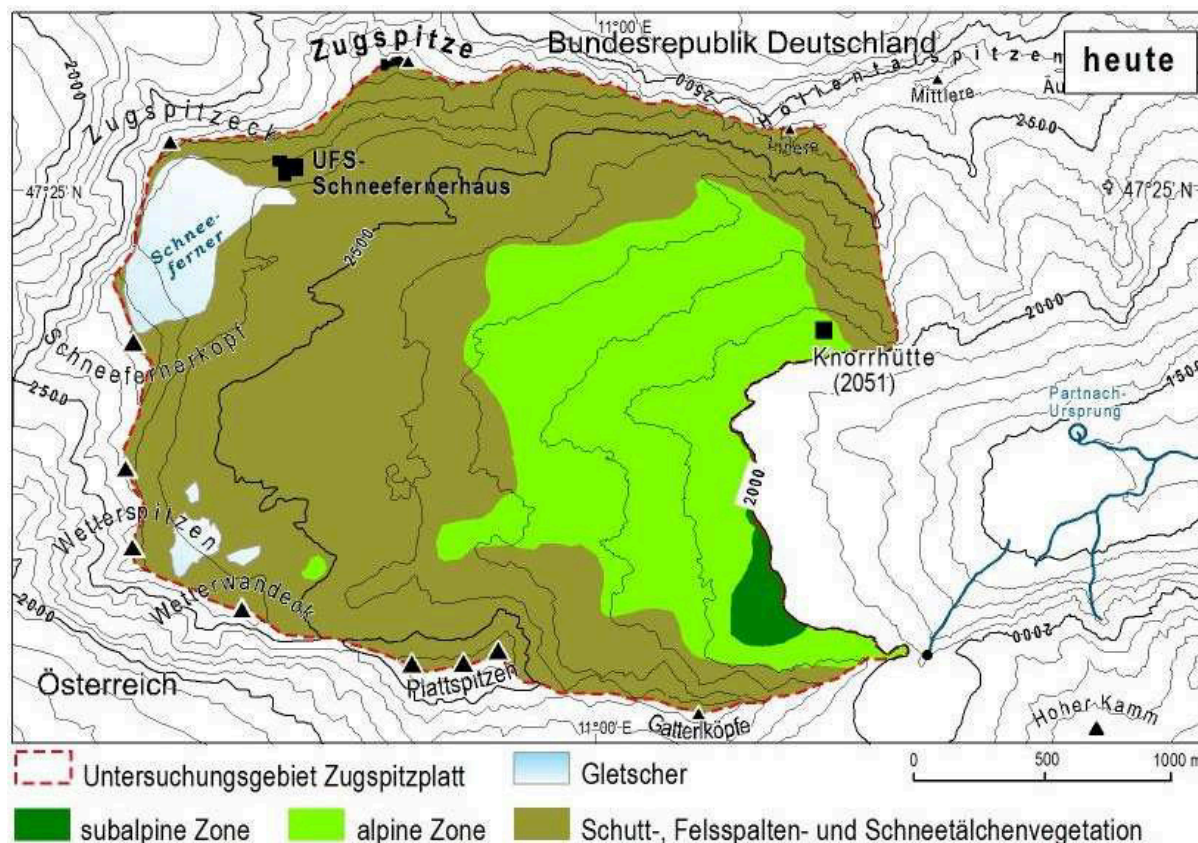 11°00' E
Zugspitze
Bundesrepublik Deutschland
heute
2000
2500
Höllentalspitzen
Mittlere
Äu
Innere
2500
Zugspitzeck
UFS-
Schneefernerhaus
47°25' N
47°25' N
Schnee-
ferner
2500
2000
Schneefernerkopf
Knorrhütte
(2051)
1500
2500
Partnach-
Ursprung
2000
Wetterspitzen
Wetterwandeck
2000
2000
Plattspitzen
Österreich
11°00' E
Gatterlköpfe
Hoher Kamm
Untersuchungsgebiet Zugspitzplatt
Gletscher
0 500 1000 m
subalpine Zone
alpine Zone
Schutt-, Felsspalten- und Schneetälchenvegetation